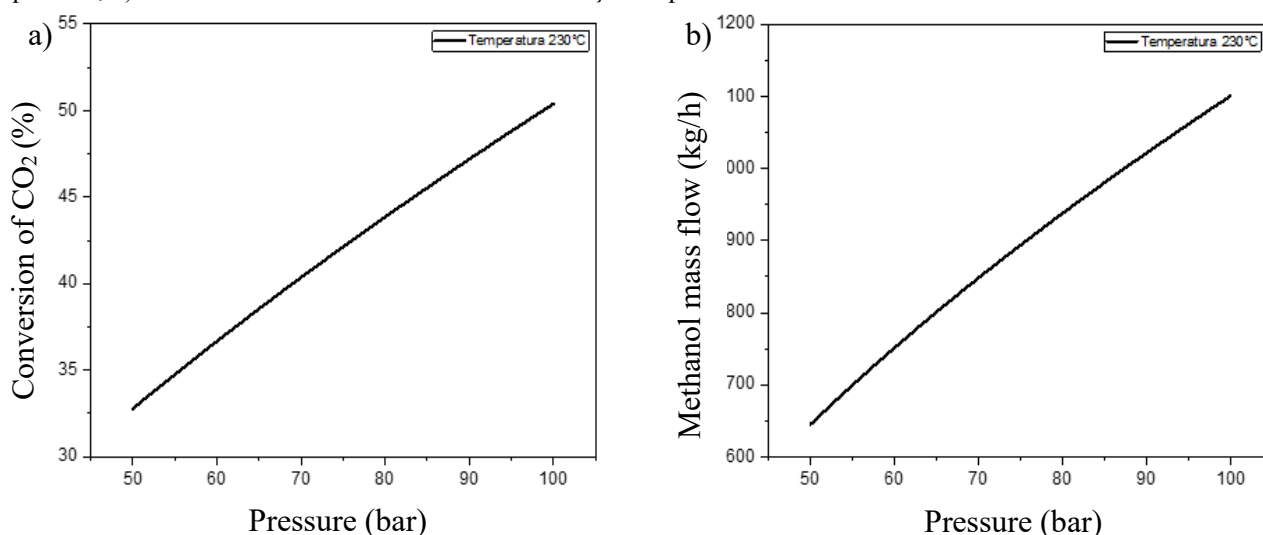 a)
Temperatura 230°C
55
50
45
40
35
30
50 60 70 80 90 100
Conversion of CO₂ (%)
Pressure (bar)
b)
Temperatura 230°C
1200
100
000
900
800
700
600
50 60 70 80 90 100
Methanol mass flow (kg/h)
Pressure (bar)